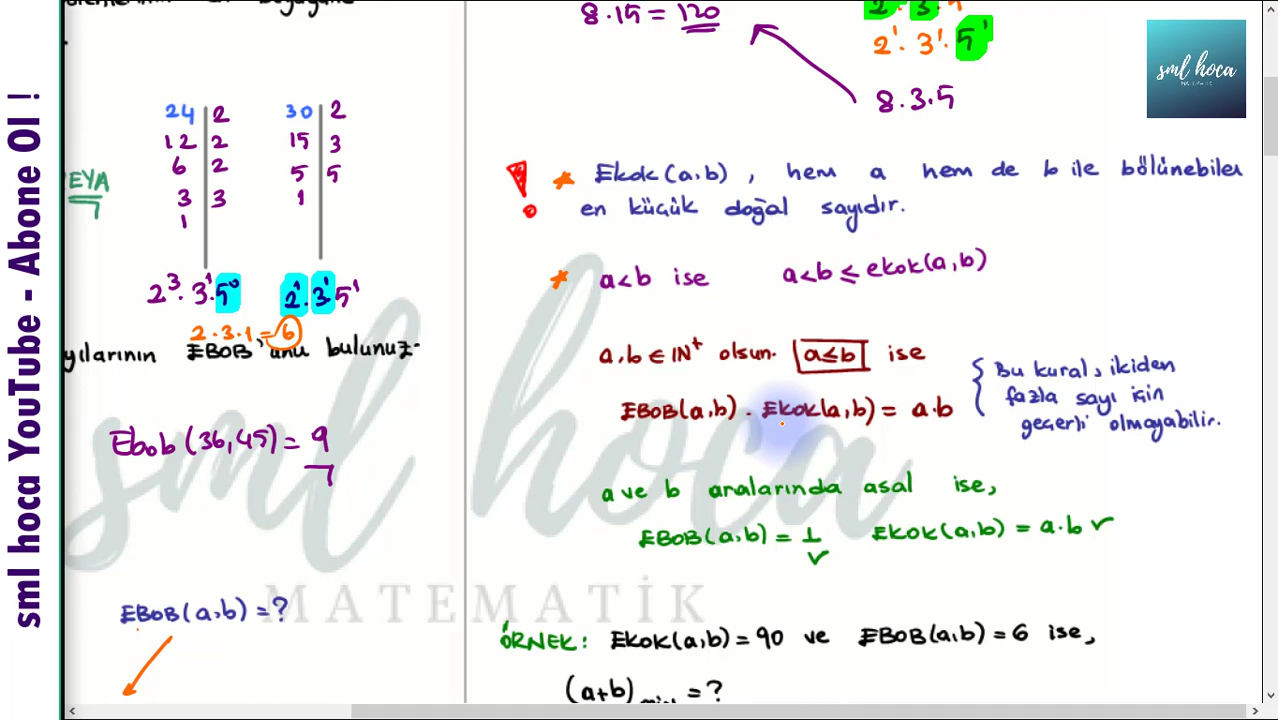 sml hoca YouTube - Abone Ol !
en büyüğüne
24 2
12 2
6 2
3 3
1
30 2
15 3
5 5
1
EYA
2³. 3¹.5⁰ 2¹. 3¹ 5¹
2.3.1=6
yılarının EBOB'unu bulunuz.
Ebob(36,45)=9
EBOB(a,b)=?
8.15=120
2¹. 3¹. 5¹
8.3.5
sml hoca
! * Ekok(a,b), hem a hem de b ile bölünebilen
en küçük doğal sayıdır.
* a<b ise a<b≤ekok(a,b)
a.b∈IN⁺ olsun. a≤b ise
EBOB(a,b). Ekok(a,b)= a.b
Bu kural, ikiden
fazla sayı için
geçerli olmayabilir.
a ve b aralarında asal ise,
EBOB(a,b)=1 EKOK(a,b)=a.b
sml hoca
MATEMATİK
ÖRNEK: Ekok(a,b)=90 ve EBOB(a,b)=6 ise,
(a+b)min=?